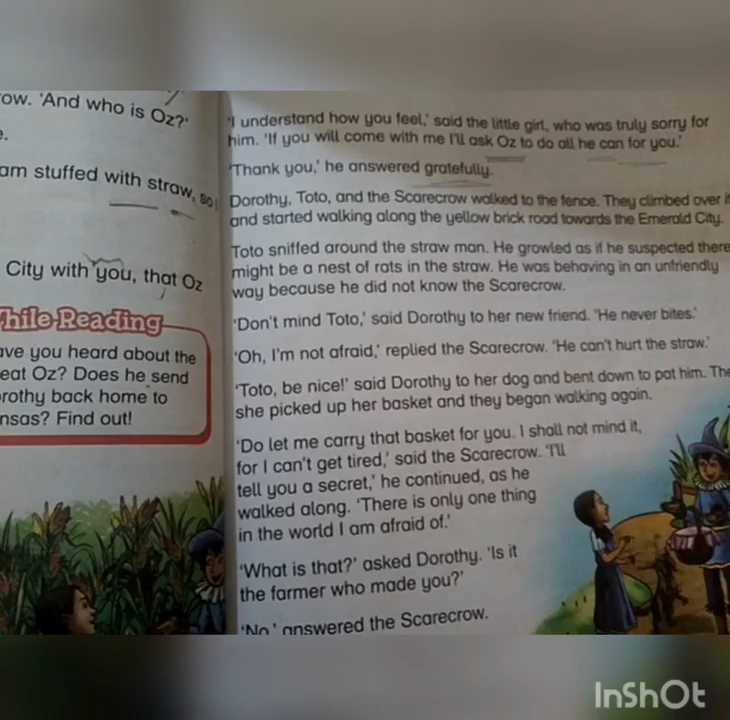 ow. 'And who is Oz?'
e.
am stuffed with straw, so
City with you, that Oz
hile-Reading
ave you heard about the
eat Oz? Does he send
rothy back home to
nsas? Find out!
'I understand how you feel,' said the little girl, who was truly sorry for
him. 'If you will come with me I'll ask Oz to do all he can for you.'
'Thank you,' he answered gratefully.
Dorothy, Toto, and the Scarecrow walked to the fence. They climbed over it
and started walking along the yellow brick road towards the Emerald City.
Toto sniffed around the straw man. He growled as if he suspected there
might be a nest of rats in the straw. He was behaving in an unfriendly
way because he did not know the Scarecrow.
'Don't mind Toto,' said Dorothy to her new friend. 'He never bites.'
'Oh, I'm not afraid,' replied the Scarecrow. 'He can't hurt the straw.'
'Toto, be nice!' said Dorothy to her dog and bent down to pat him. The
she picked up her basket and they began walking again.
'Do let me carry that basket for you. I shall not mind it,
for I can't get tired,' said the Scarecrow. 'I'll
tell you a secret,' he continued, as he
walked along. 'There is only one thing
in the world I am afraid of.'
'What is that?' asked Dorothy. 'Is it
the farmer who made you?'
'No,' answered the Scarecrow.
InShOt